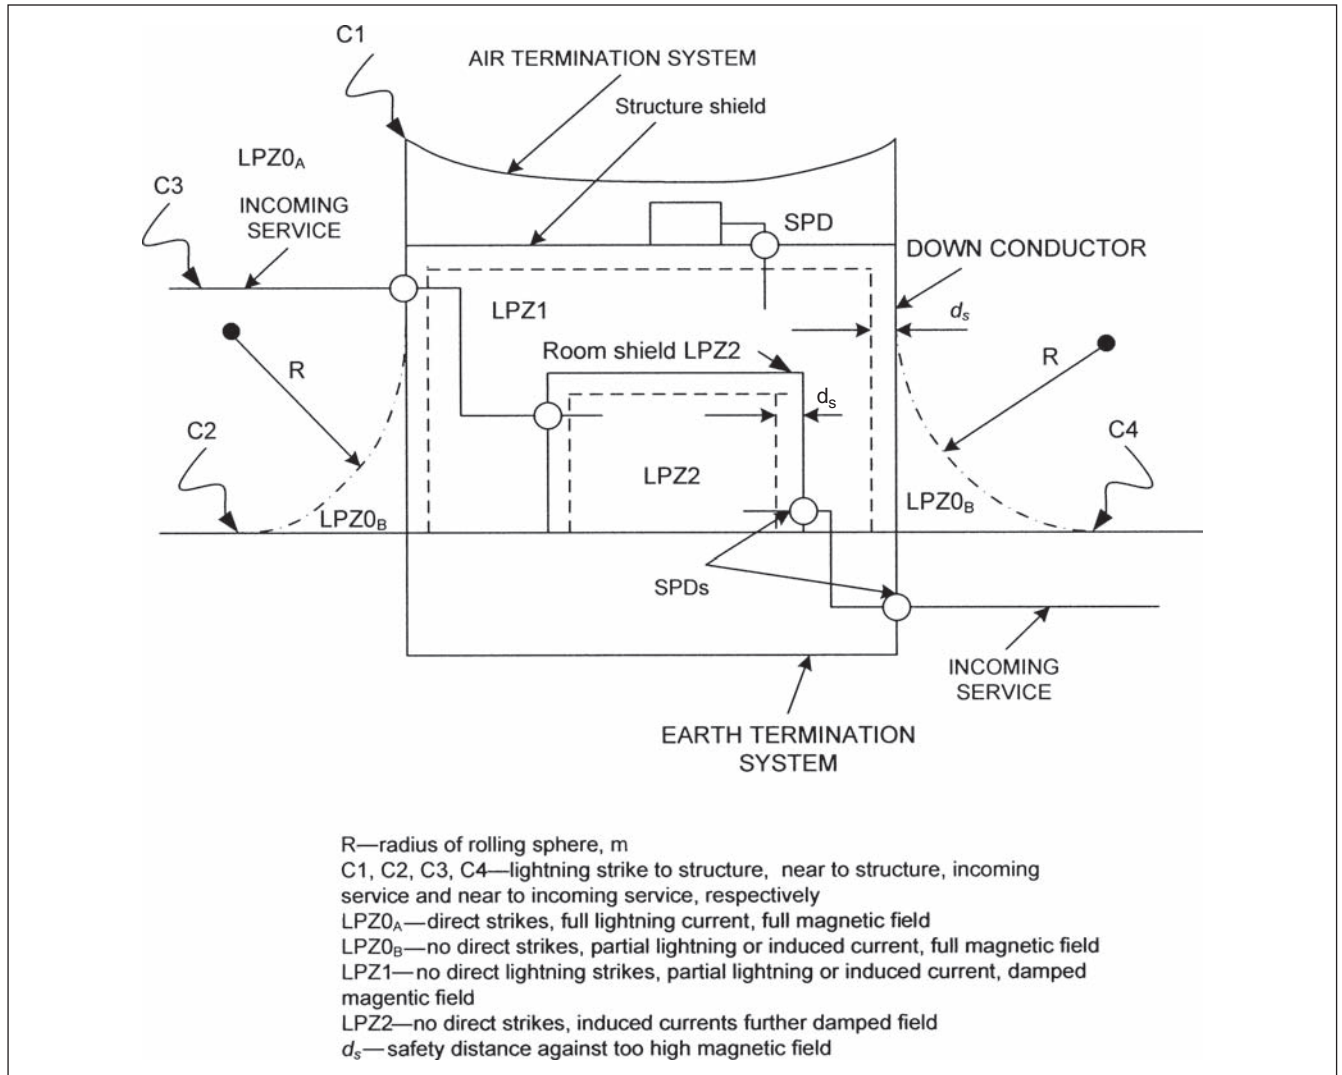 C1
AIR TERMINATION SYSTEM
Structure shield
LPZ0A
C3
INCOMING
SERVICE
SPD
DOWN CONDUCTOR
LPZ1
ds
Room shield LPZ2
R
R
ds
C2
C4
LPZ2
LPZ0B
LPZ0B
SPDs
INCOMING
SERVICE
EARTH TERMINATION
SYSTEM
R—radius of rolling sphere, m
C1, C2, C3, C4—lightning strike to structure, near to structure, incoming
service and near to incoming service, respectively
LPZ0A—direct strikes, full lightning current, full magnetic field
LPZ0B—no direct strikes, partial lightning or induced current, full magnetic field
LPZ1—no direct lightning strikes, partial lightning or induced current, damped
magentic field
LPZ2—no direct strikes, induced currents further damped field
ds—safety distance against too high magnetic field